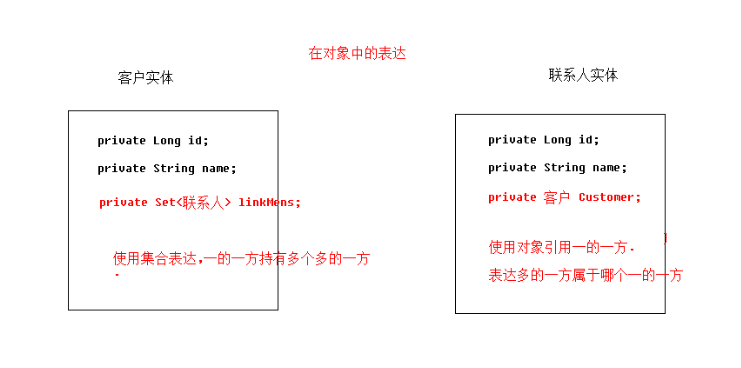 在对象中的表达
客户实体
private Long id;
private String name;
private Set<联系人> linkMens;
使用集合表达,一的一方持有多个多的一方
.
联系人实体
private Long id;
private String name;
private 客户 Customer;
使用对象引用一的一方.
表达多的一方属于哪个一的一方